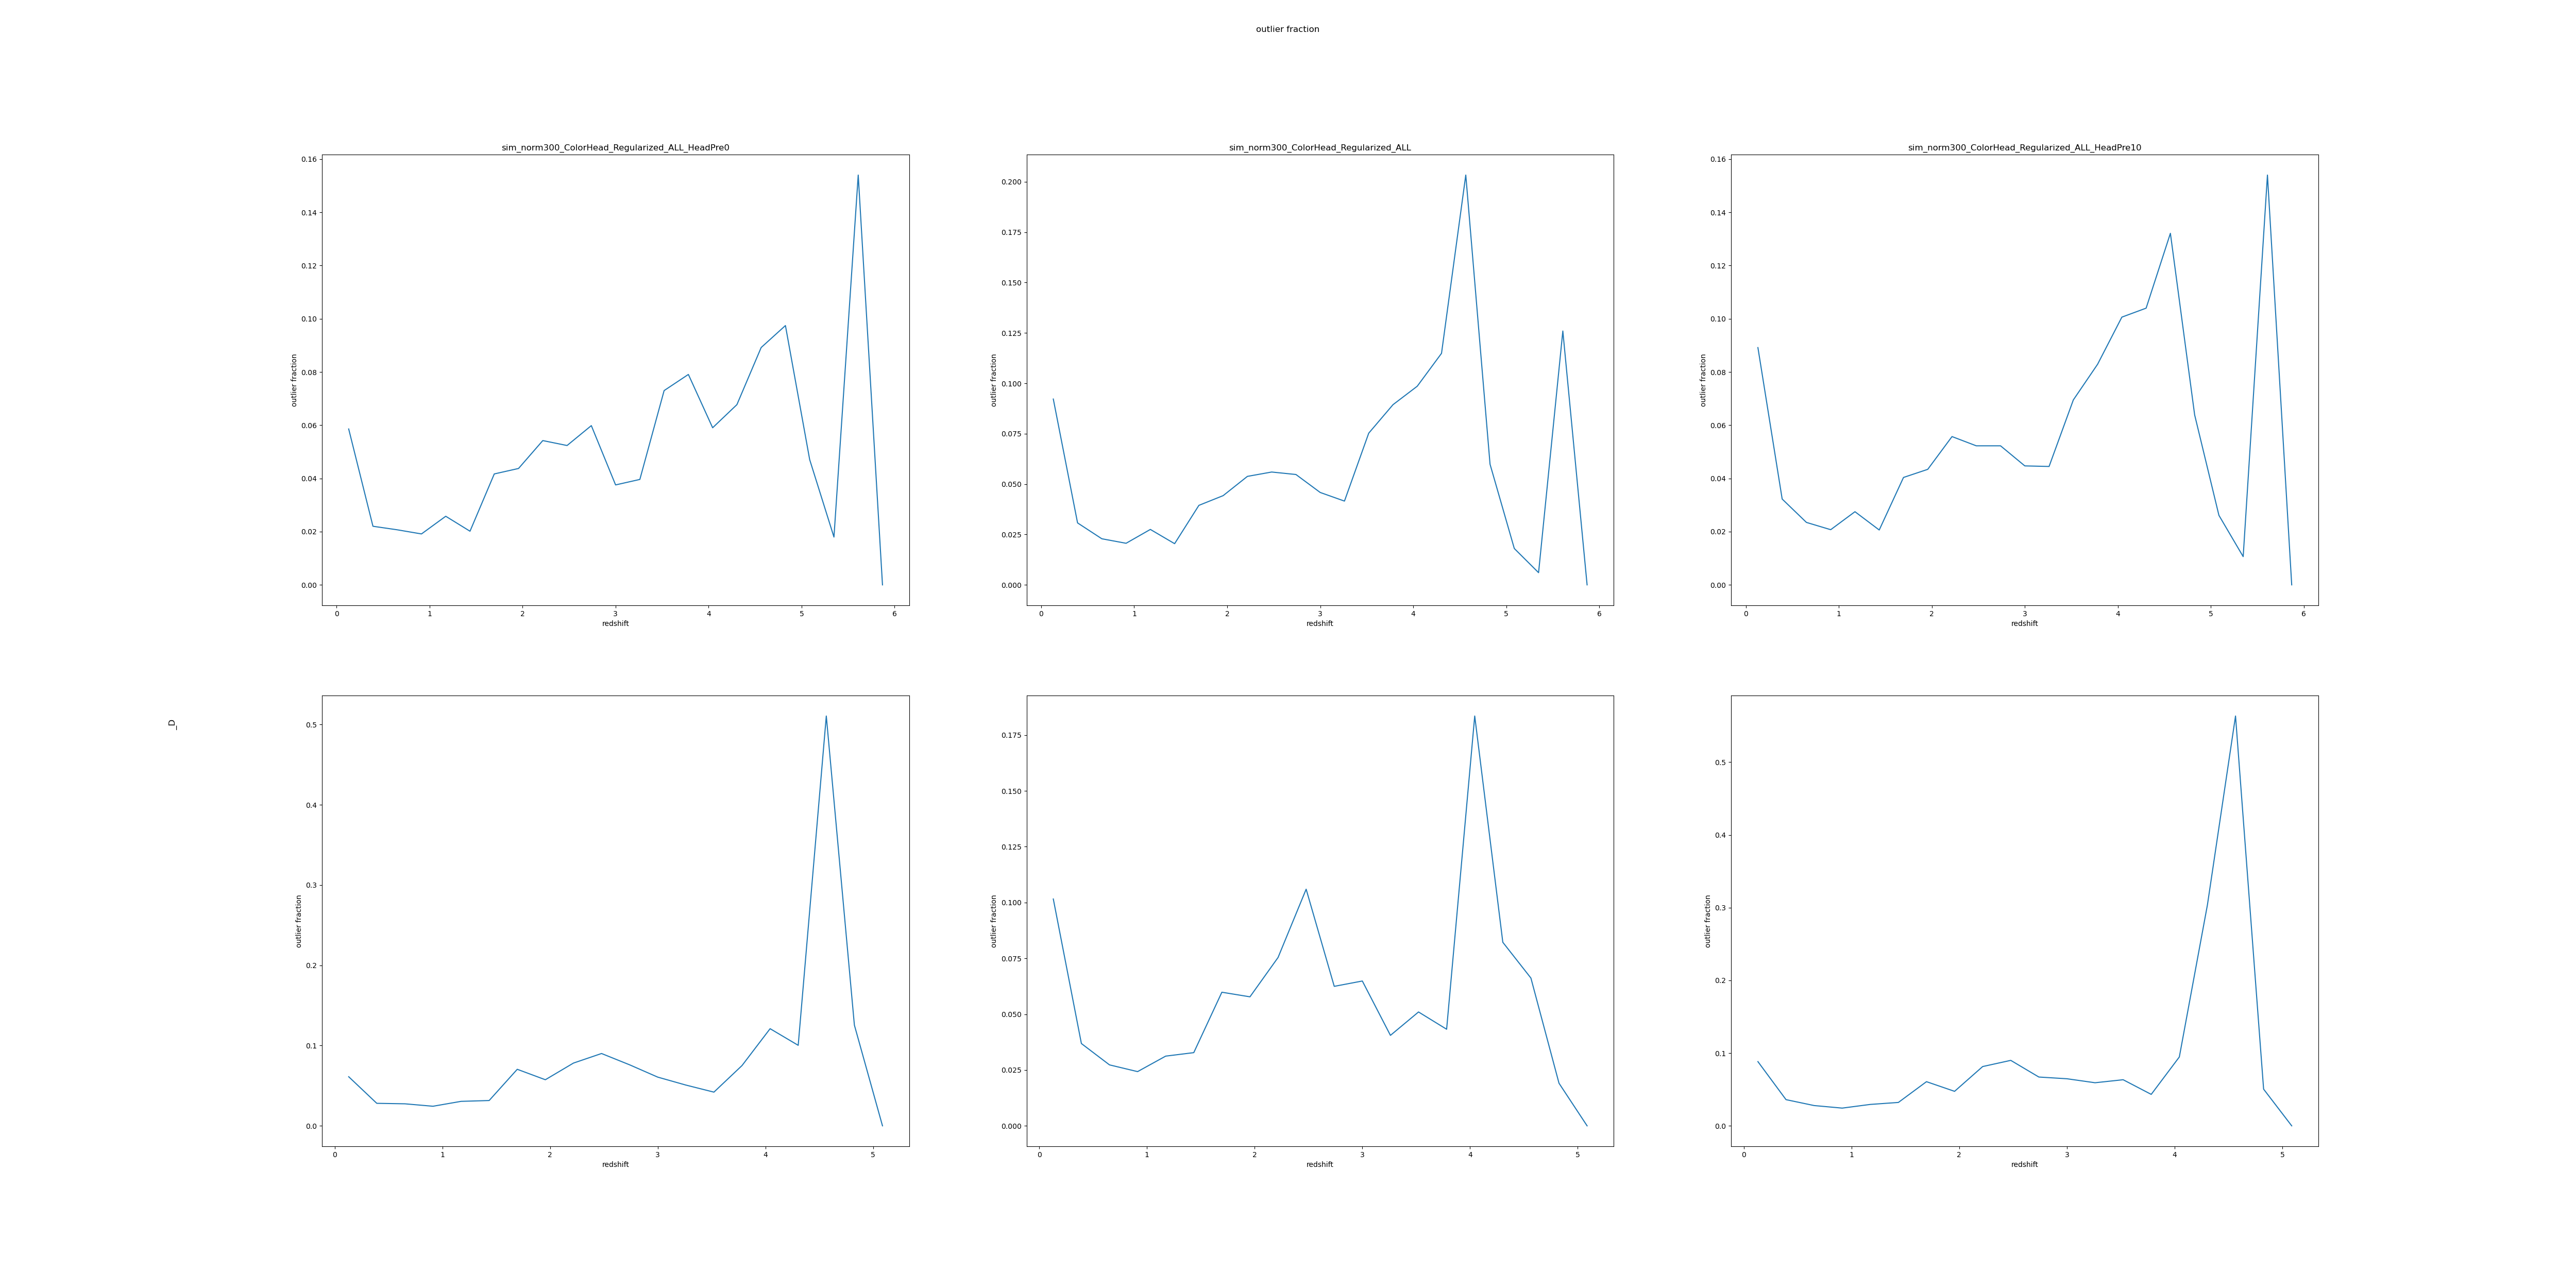 outlier fraction
sim_norm300_ColorHead_Regularized_ALL_HeadPre0
0.16
0.14
0.12
0.10
0.08
0.06
0.04
0.02
0.00
outlier fraction
0 1 2 3 4 5 6
redshift
sim_norm300_ColorHead_Regularized_ALL
0.200
0.175
0.150
0.125
0.100
0.075
0.050
0.025
0.000
outlier fraction
0 1 2 3 4 5 6
redshift
sim_norm300_ColorHead_Regularized_ALL_HeadPre10
0.16
0.14
0.12
0.10
0.08
0.06
0.04
0.02
0.00
outlier fraction
0 1 2 3 4 5 6
redshift
_D
0.5
0.4
0.3
0.2
0.1
0.0
outlier fraction
0 1 2 3 4 5
redshift
0.175
0.150
0.125
0.100
0.075
0.050
0.025
0.000
outlier fraction
0 1 2 3 4 5
redshift
0.5
0.4
0.3
0.2
0.1
0.0
outlier fraction
0 1 2 3 4 5
redshift